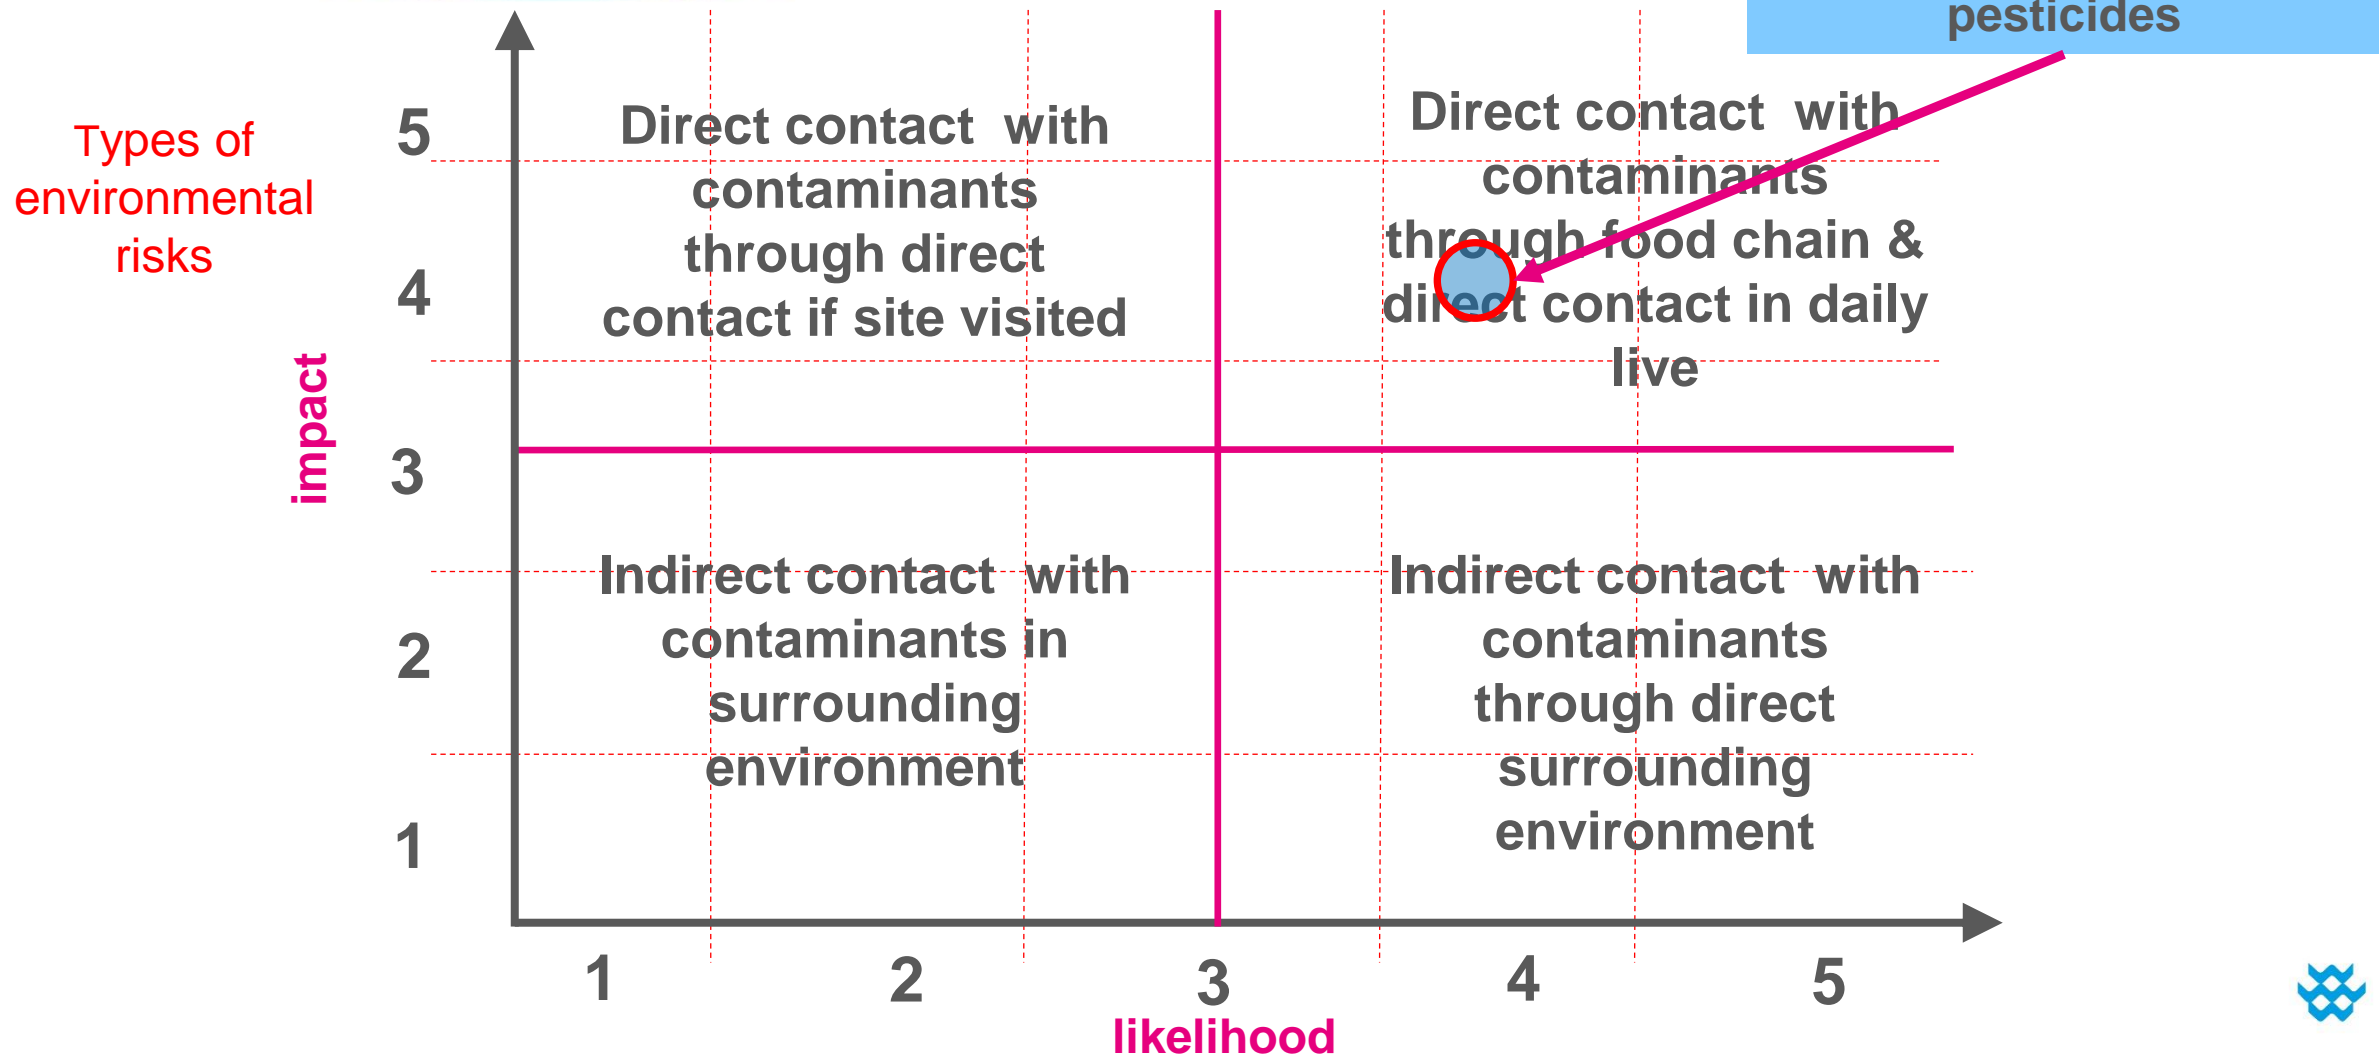 pesticides
Types of
environmental
risks
impact
5
4
3
2
1
Direct contact with
contaminants
through direct
contact if site visited
Direct contact with
contaminants
through food chain &
direct contact in daily
live
Indirect contact with
contaminants in
surrounding
environment
Indirect contact with
contaminants
through direct
surrounding
environment
1 2 3 4 5
likelihood